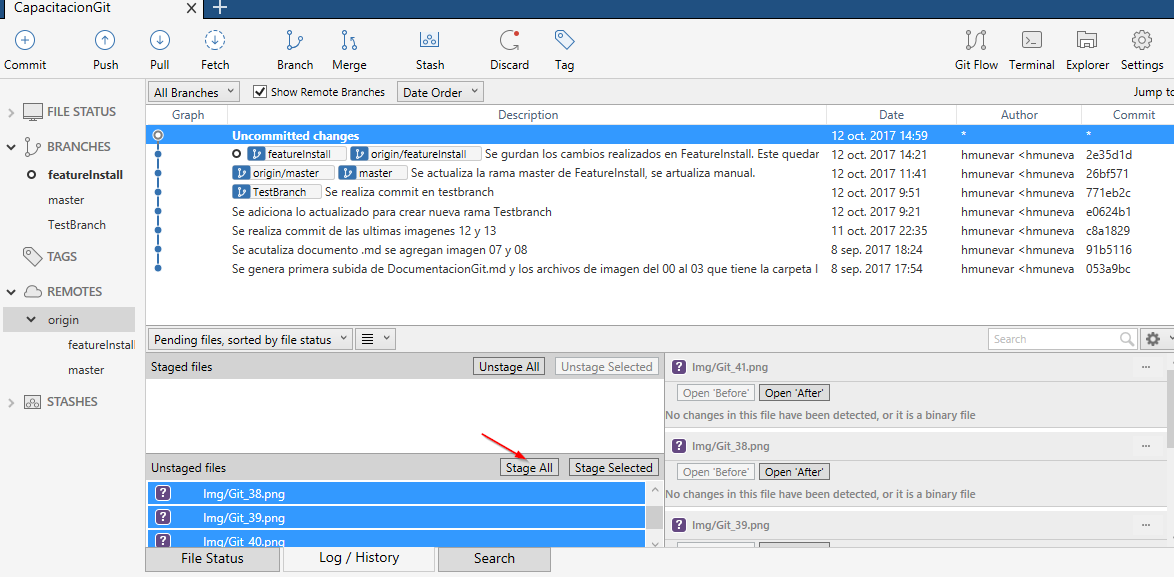 CapacitacionGit
Commit Push Pull Fetch Branch Merge Stash Discard Tag Git Flow Terminal Explorer Settings
All Branches Show Remote Branches Date Order Jump to
FILE STATUS
BRANCHES
featureInstall
master
TestBranch
TAGS
REMOTES
origin
featureInstall
master
STASHES
Graph Description Date Author Commit
Uncommitted changes 12 oct. 2017 14:59 * *
featureInstall origin/featureInstall Se gurdan los cambios realizados en FeatureInstall. Este quedar 12 oct. 2017 14:21 hmunevar <hmuneva 2e35d1d
origin/master master Se actualiza la rama master de FeatureInstall, se artualiza manual. 12 oct. 2017 11:41 hmunevar <hmuneva 26bf571
TestBranch Se realiza commit en testbranch 12 oct. 2017 9:51 hmunevar <hmuneva 771eb2c
Se adiciona lo actualizado para crear nueva rama Testbranch 12 oct. 2017 9:21 hmunevar <hmuneva e0624b1
Se realiza commit de las ultimas imagenes 12 y 13 11 oct. 2017 22:35 hmunevar <hmuneva c8a1829
Se acutaliza documento .md se agregan imagen 07 y 08 8 sep. 2017 18:24 hmunevar <hmuneva 91b5116
Se genera primera subida de DocumentacionGit.md y los archivos de imagen del 00 al 03 que tiene la carpeta I 8 sep. 2017 17:54 hmunevar <hmuneva 053a9bc
Pending files, sorted by file status Search
Staged files Unstage All Unstage Selected
Unstaged files Stage All Stage Selected
? Img/Git_38.png
? Img/Git_39.png
? Img/Git_40.png
? Img/Git_41.png ...
Open 'Before' Open 'After'
No changes in this file have been detected, or it is a binary file
? Img/Git_38.png ...
Open 'Before' Open 'After'
No changes in this file have been detected, or it is a binary file
? Img/Git_39.png ...
File Status Log / History Search